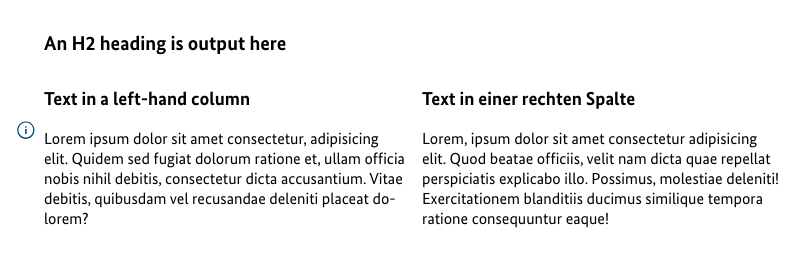 An H2 heading is output here
Text in a left-hand column
Lorem ipsum dolor sit amet consectetur, adipisicing
elit. Quidem sed fugiat dolorum ratione et, ullam officia
nobis nihil debitis, consectetur dicta accusantium. Vitae
debitis, quibusdam vel recusandae deleniti placeat do-
lorem?
Text in einer rechten Spalte
Lorem, ipsum dolor sit amet consectetur adipisicing
elit. Quod beatae officiis, velit nam dicta quae repellat
perspiciatis explicabo illo. Possimus, molestiae deleniti!
Exercitationem blanditiis ducimus similique tempora
ratione consequuntur eaque!